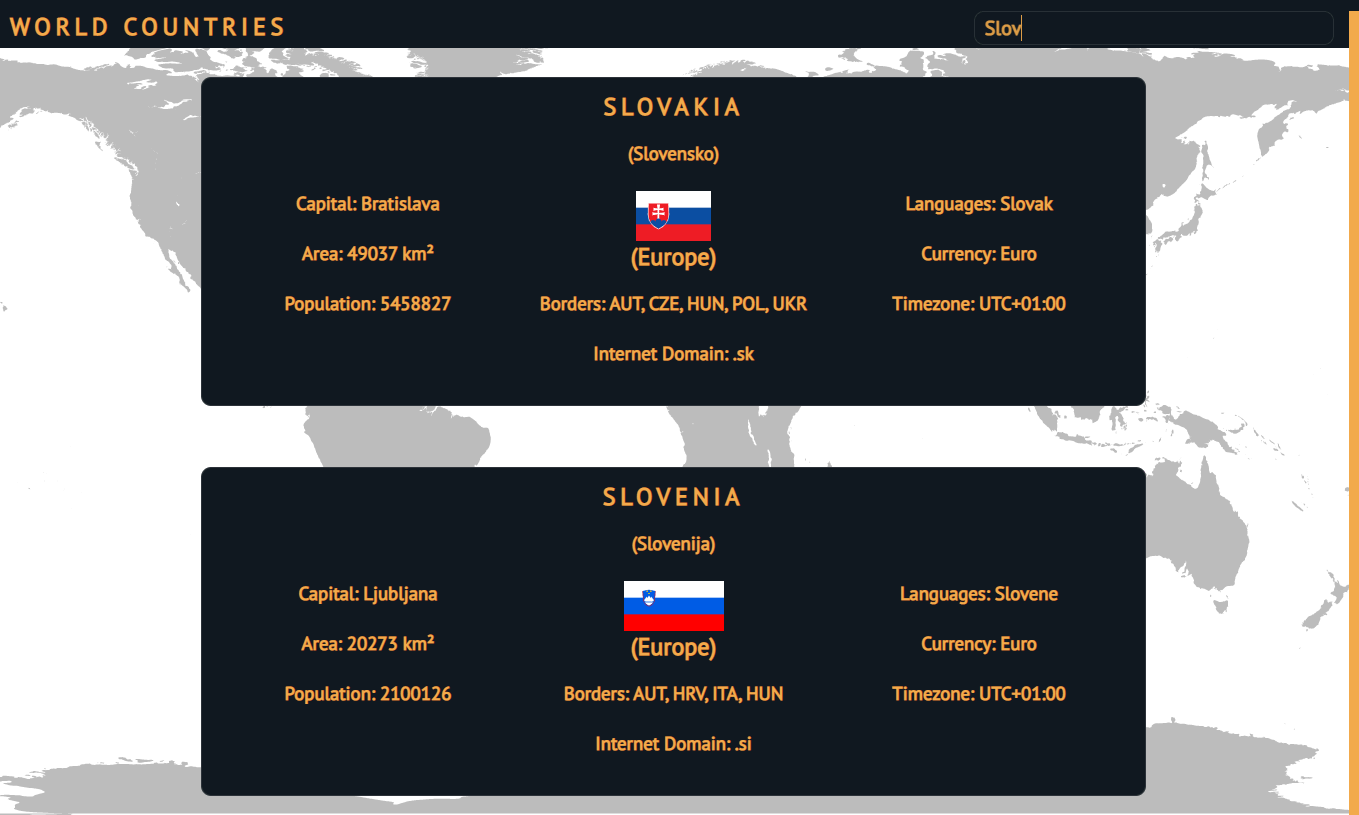 WORLD COUNTRIES
Slov
SLOVAKIA
(Slovensko)
Capital: Bratislava
Languages: Slovak
Area: 49037 km²
(Europe)
Currency: Euro
Population: 5458827
Borders: AUT, CZE, HUN, POL, UKR
Timezone: UTC+01:00
Internet Domain: .sk
SLOVENIA
(Slovenija)
Capital: Ljubljana
Languages: Slovene
Area: 20273 km²
(Europe)
Currency: Euro
Population: 2100126
Borders: AUT, HRV, ITA, HUN
Timezone: UTC+01:00
Internet Domain: .si